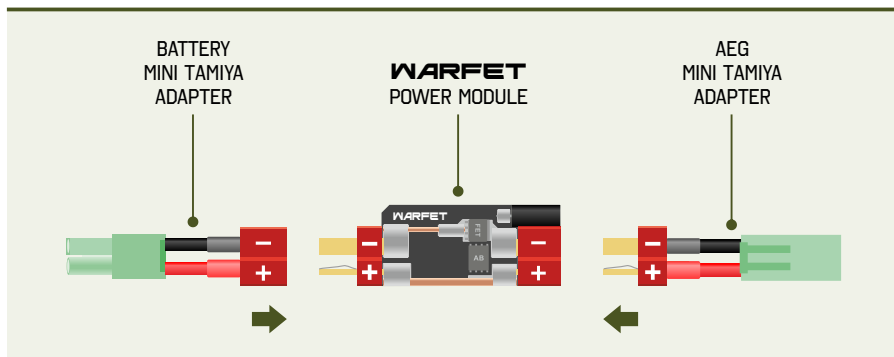 BATTERY
MINI TAMIYA
ADAPTER
WARFET
POWER MODULE
AEG
MINI TAMIYA
ADAPTER
WARFET
FET
AB
− − − −
+ + + +